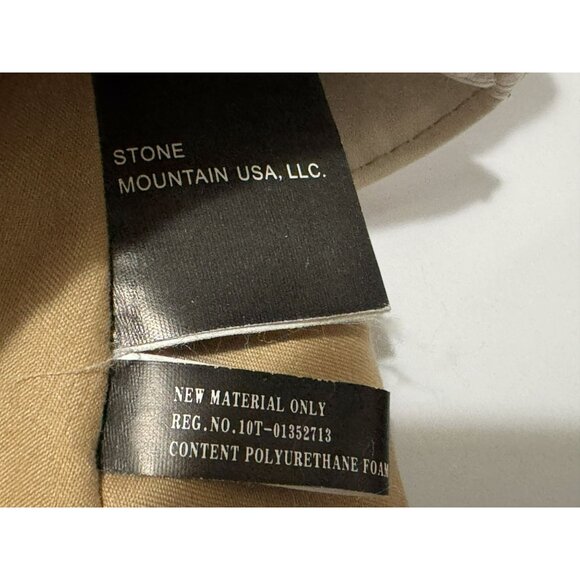 STONE
MOUNTAIN USA, LLC.
NEW MATERIAL ONLY
REG.NO.10T-01352713
CONTENT POLYURETHANE FOAM